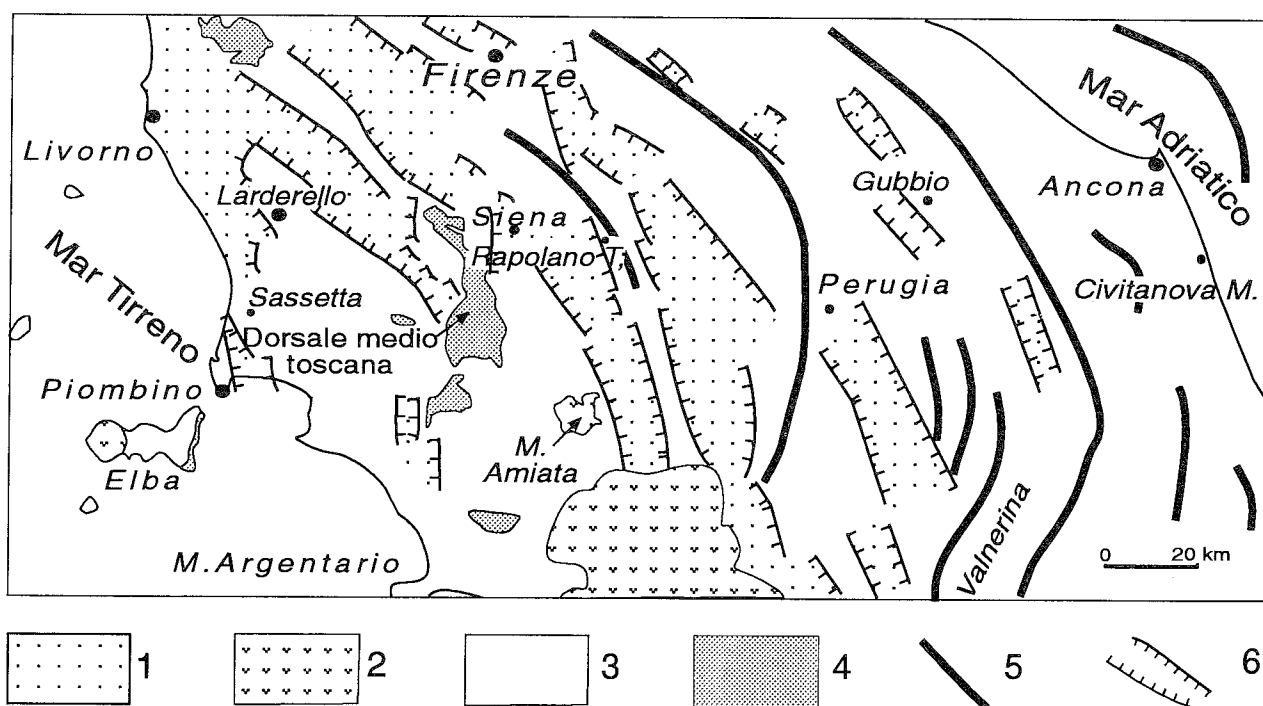 Firenze
Mar Adriatico
Livorno
Larderello
Siena
Gubbio
Ancona
Rapolano T,
Mar Tirreno
Sassetta
Perugia
Civitanova M.
Dorsale medio
toscana
Piombino
M.
Amiata
Elba
Valnerina
0 20 km
M.Argentario
1 2 3 4 5 6